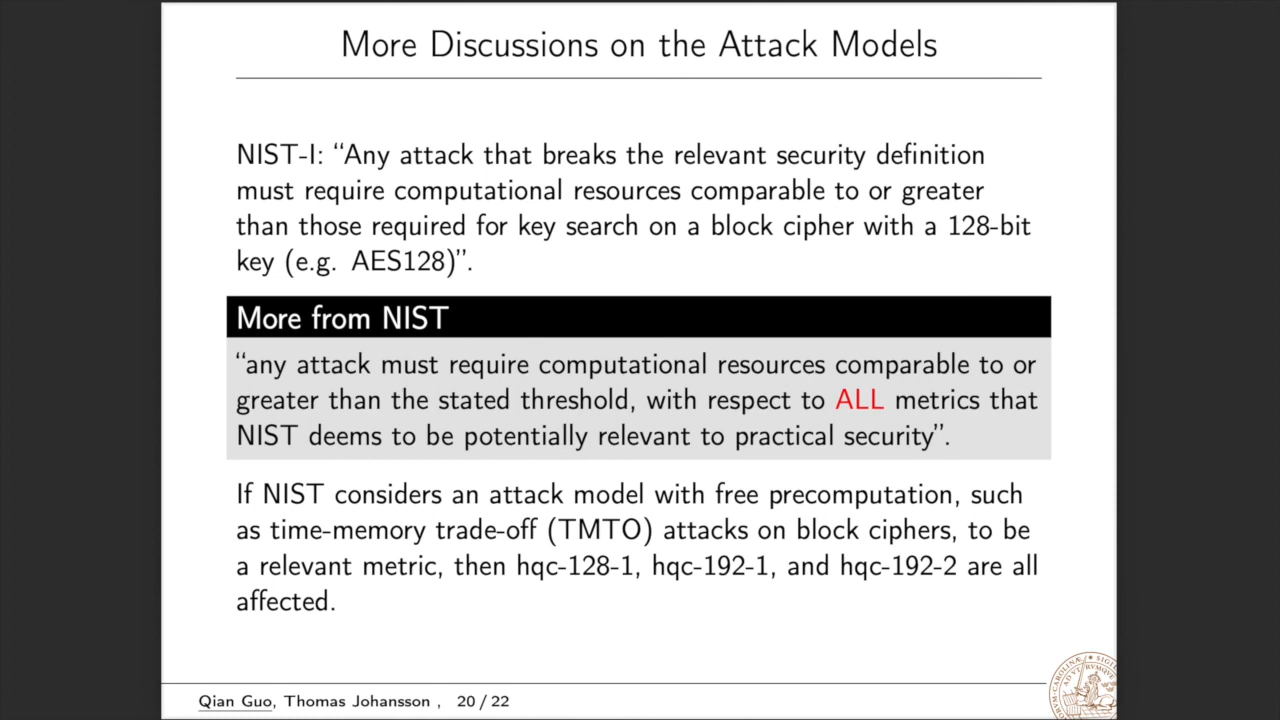 More Discussions on the Attack Models
NIST-I: “Any attack that breaks the relevant security definition
must require computational resources comparable to or greater
than those required for key search on a block cipher with a 128-bit
key (e.g. AES128)”.
More from NIST
“any attack must require computational resources comparable to or
greater than the stated threshold, with respect to ALL metrics that
NIST deems to be potentially relevant to practical security”.
If NIST considers an attack model with free precomputation, such
as time-memory trade-off (TMTO) attacks on block ciphers, to be
a relevant metric, then hqc-128-1, hqc-192-1, and hqc-192-2 are all
affected.
Qian Guo, Thomas Johansson , 20 / 22